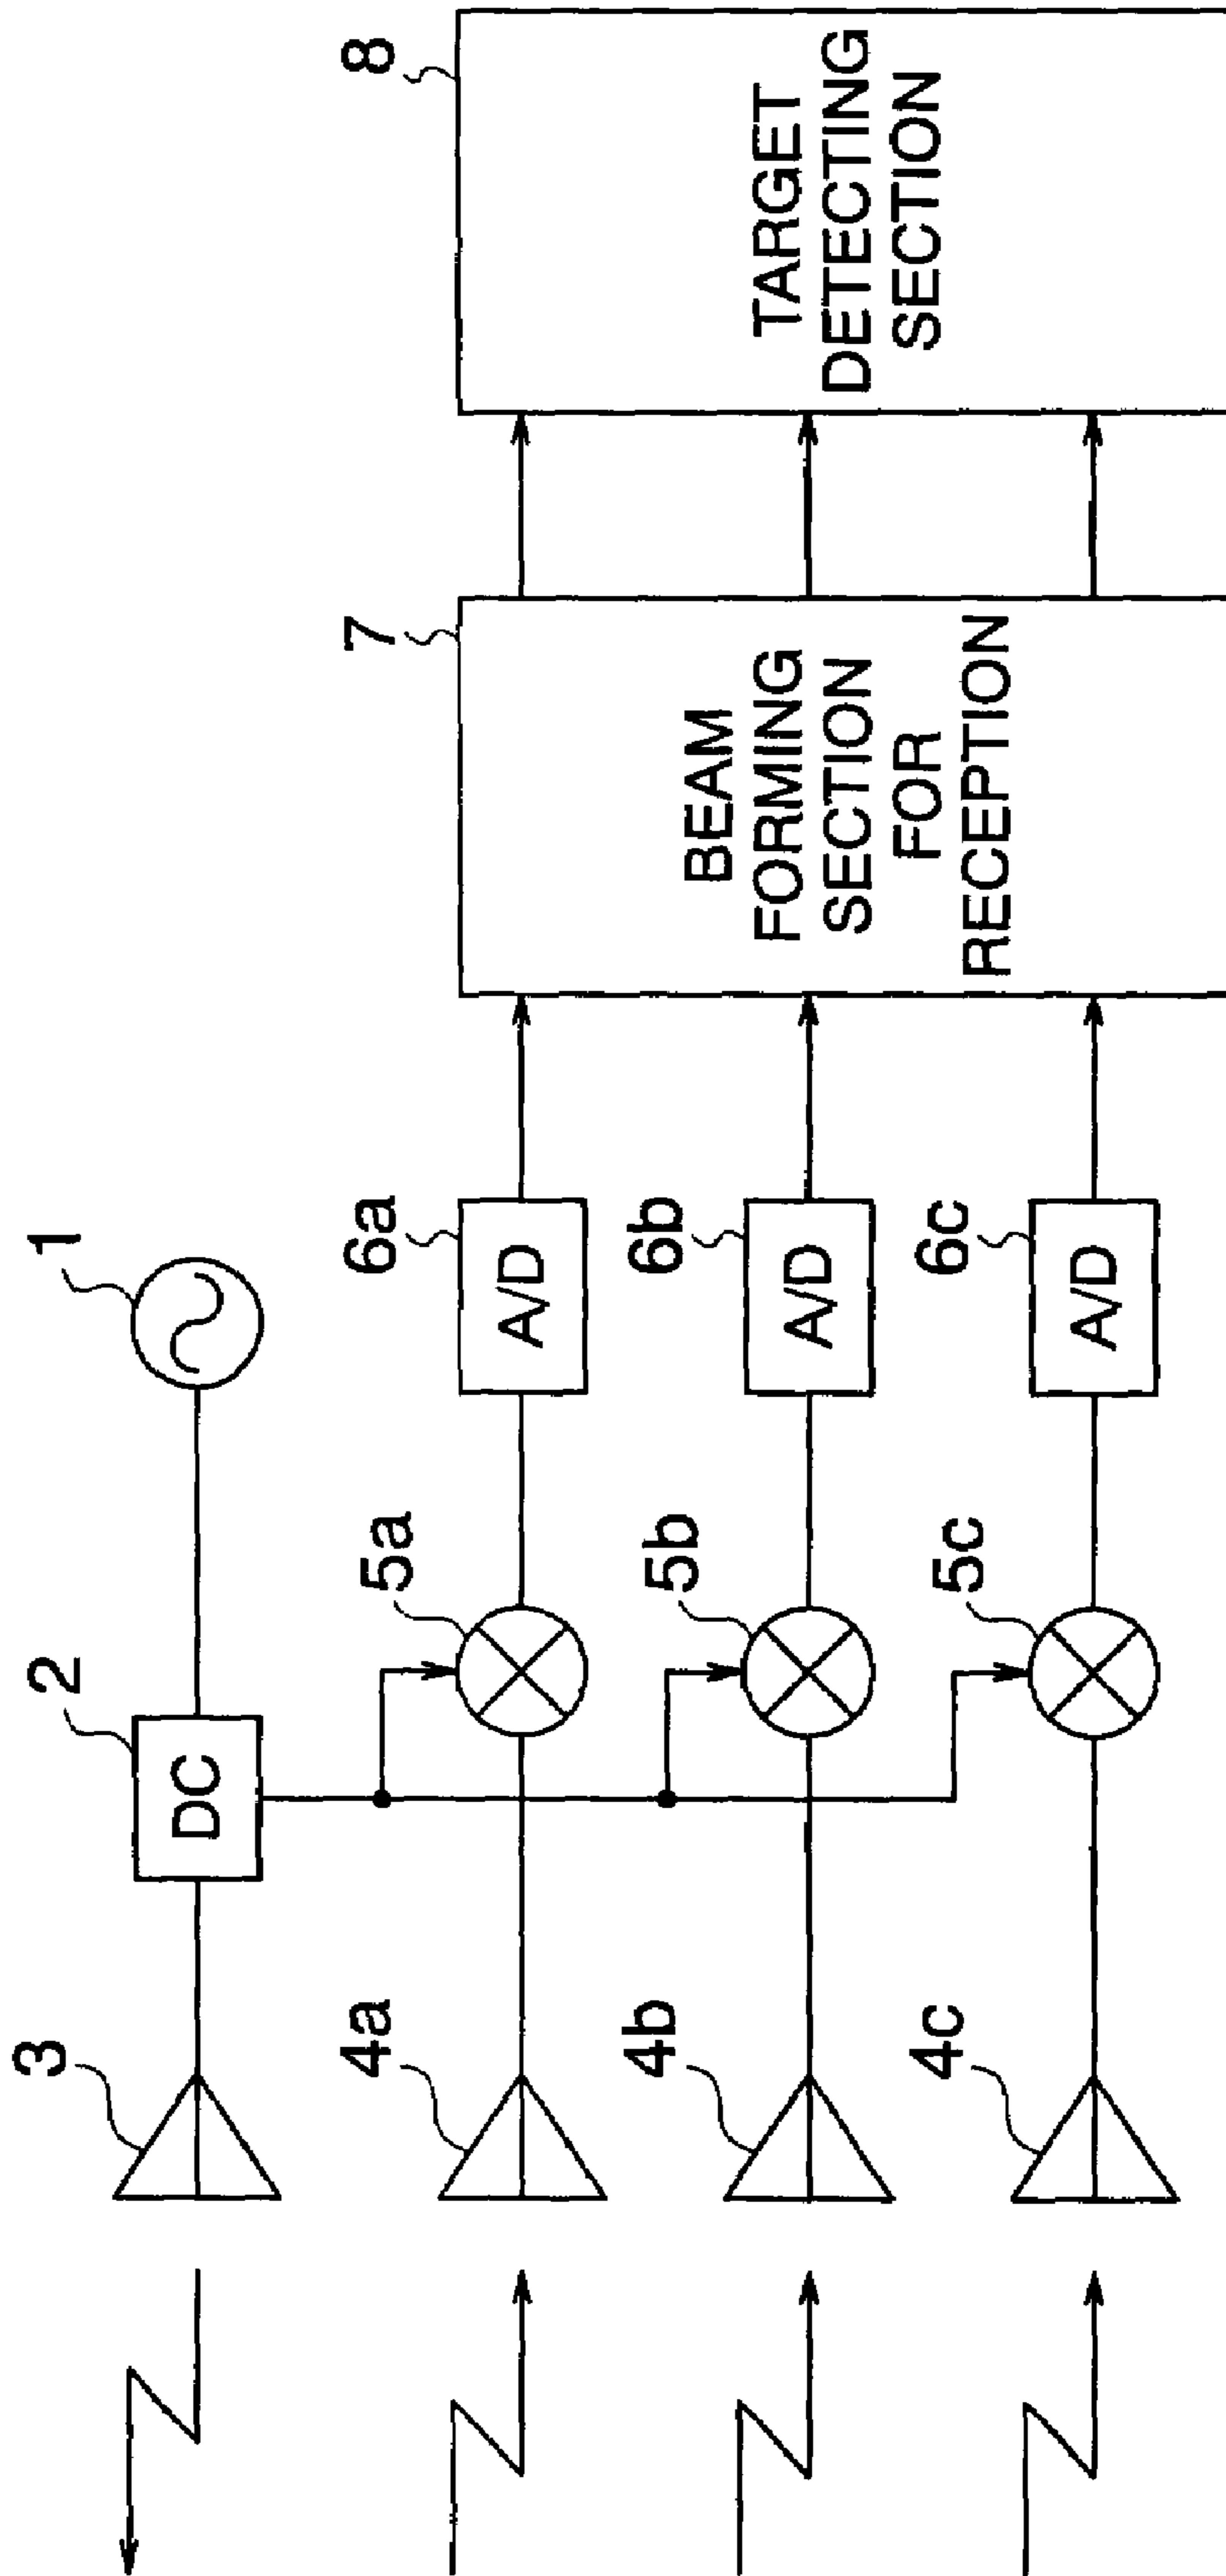 1
2
DC
3
4a
5a
6a
A/D
4b
5b
6b
A/D
4c
5c
6c
A/D
7
BEAM
FORMING
SECTION
FOR
RECEPTION
8
TARGET
DETECTING
SECTION